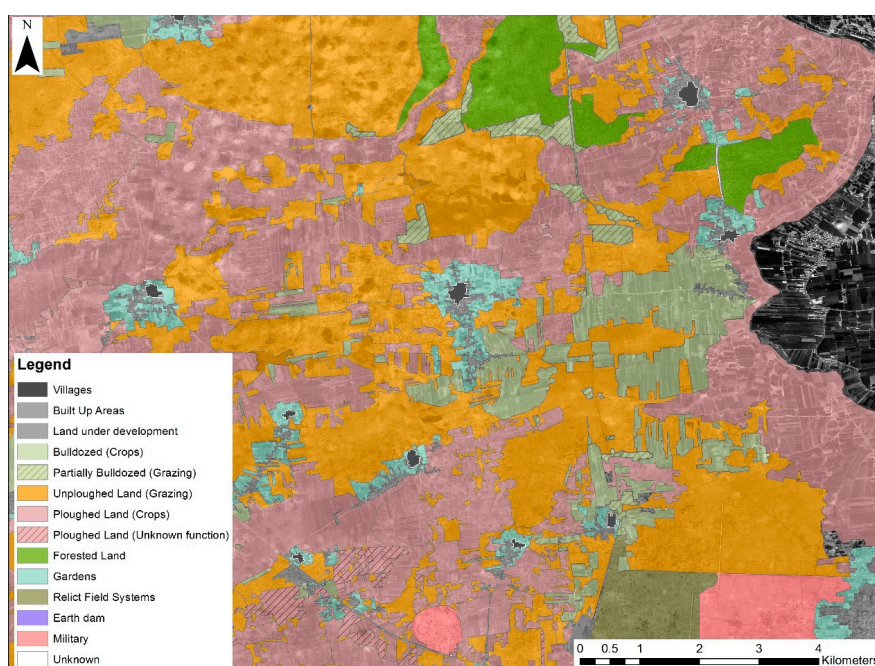 N
Legend
Villages
Built Up Areas
Land under development
Bulldozed (Crops)
Partially Bulldozed (Grazing)
Unploughed Land (Grazing)
Ploughed Land (Crops)
Ploughed Land (Unknown function)
Forested Land
Gardens
Relict Field Systems
Earth dam
Military
Unknown
0 0.5 1 2 3 4
Kilometers